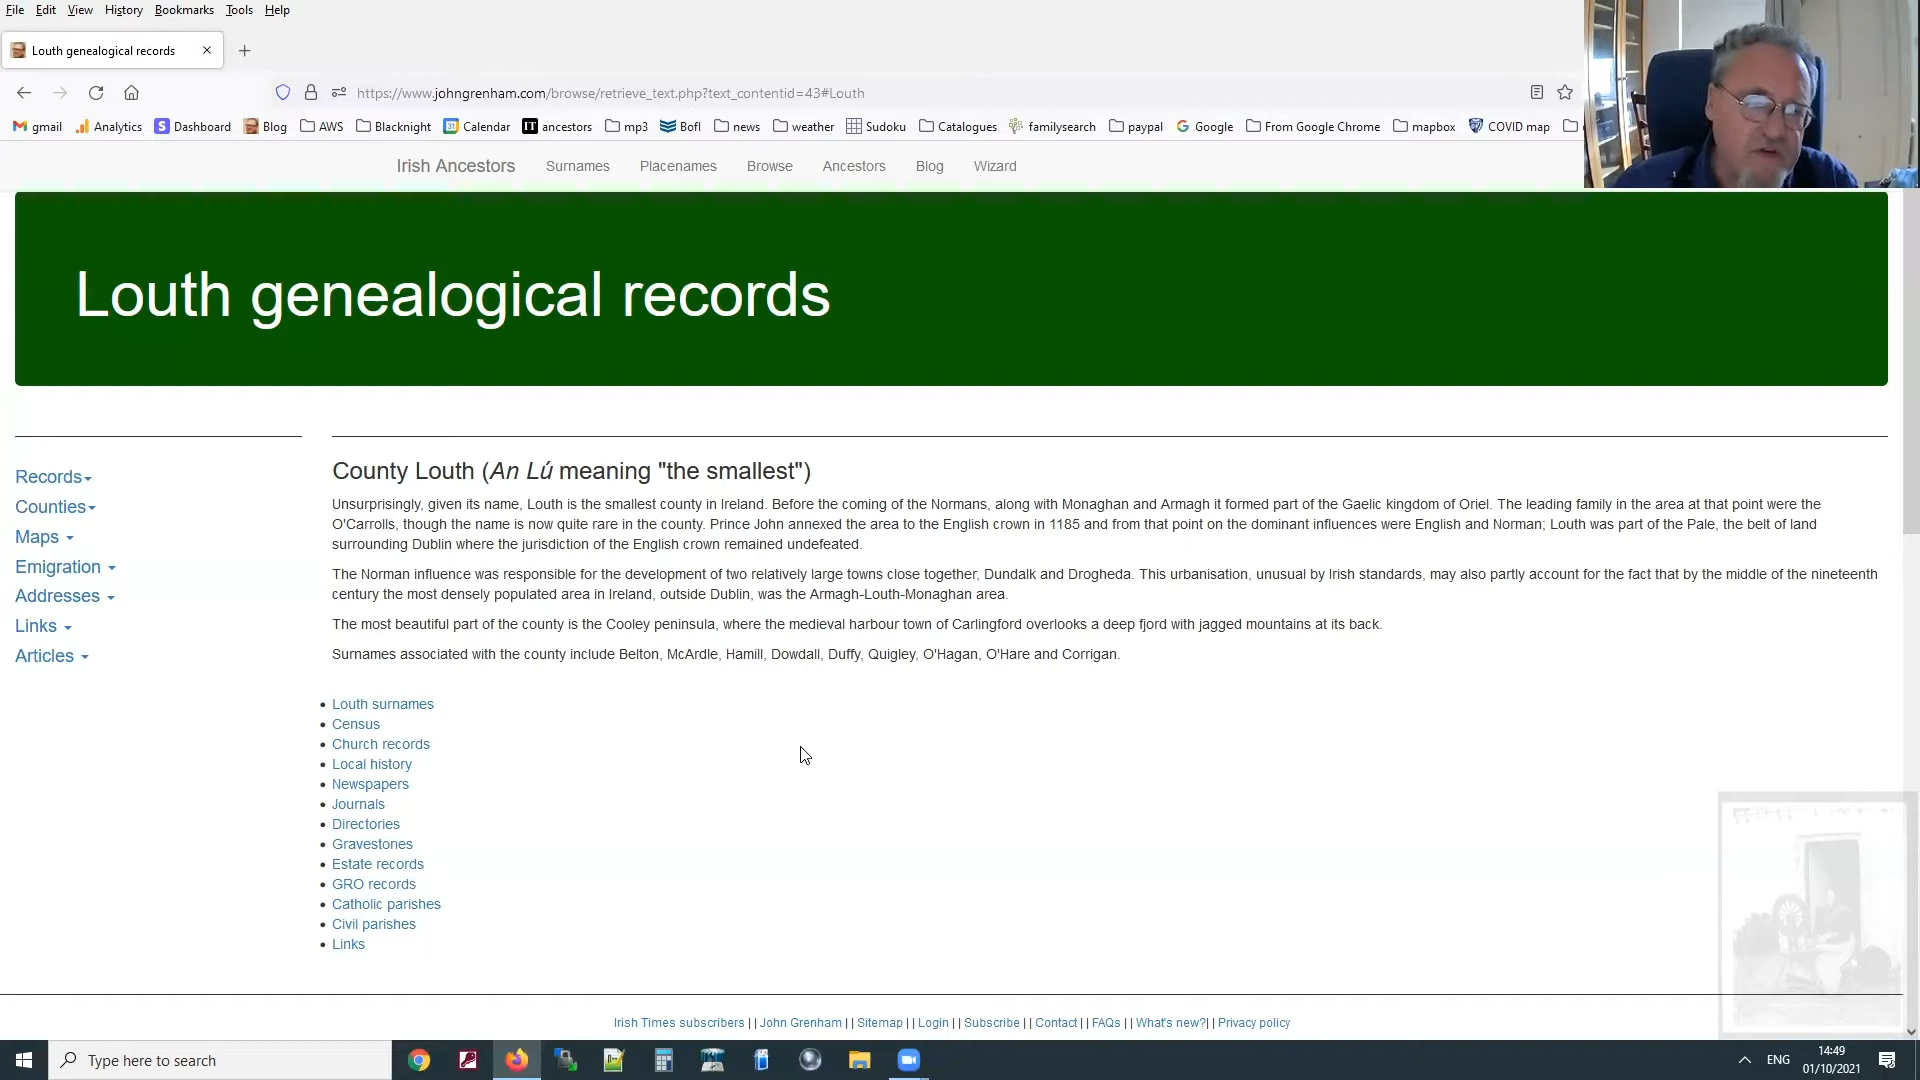 File Edit View History Bookmarks Tools Help
Louth genealogical records
https://www.johngrenham.com/browse/retrieve_text.php?text_contentid=43#Louth
gmail Analytics Dashboard Blog AWS Blacknight Calendar ancestors mp3 BofI news weather Sudoku Catalogues familysearch paypal Google From Google Chrome mapbox COVID map
Irish Ancestors Surnames Placenames Browse Ancestors Blog Wizard
Louth genealogical records
Records
Counties
Maps
Emigration
Addresses
Links
Articles
County Louth (An Lú meaning "the smallest")
Unsurprisingly, given its name, Louth is the smallest county in Ireland. Before the coming of the Normans, along with Monaghan and Armagh it formed part of the Gaelic kingdom of Oriel. The leading family in the area at that point were the
O'Carrolls, though the name is now quite rare in the county. Prince John annexed the area to the English crown in 1185 and from that point on the dominant influences were English and Norman; Louth was part of the Pale, the belt of land
surrounding Dublin where the jurisdiction of the English crown remained undefeated.
The Norman influence was responsible for the development of two relatively large towns close together, Dundalk and Drogheda. This urbanisation, unusual by Irish standards, may also partly account for the fact that by the middle of the nineteenth
century the most densely populated area in Ireland, outside Dublin, was the Armagh-Louth-Monaghan area.
The most beautiful part of the county is the Cooley peninsula, where the medieval harbour town of Carlingford overlooks a deep fjord with jagged mountains at its back.
Surnames associated with the county include Belton, McArdle, Hamill, Dowdall, Duffy, Quigley, O'Hagan, O'Hare and Corrigan.
• Louth surnames
• Census
• Church records
• Local history
• Newspapers
• Journals
• Directories
• Gravestones
• Estate records
• GRO records
• Catholic parishes
• Civil parishes
• Links
Irish Times subscribers | | John Grenham | | Sitemap | | Login | | Subscribe | | Contact | | FAQs | | What's new?| | Privacy policy
Type here to search
ENG
14:49
01/10/2021